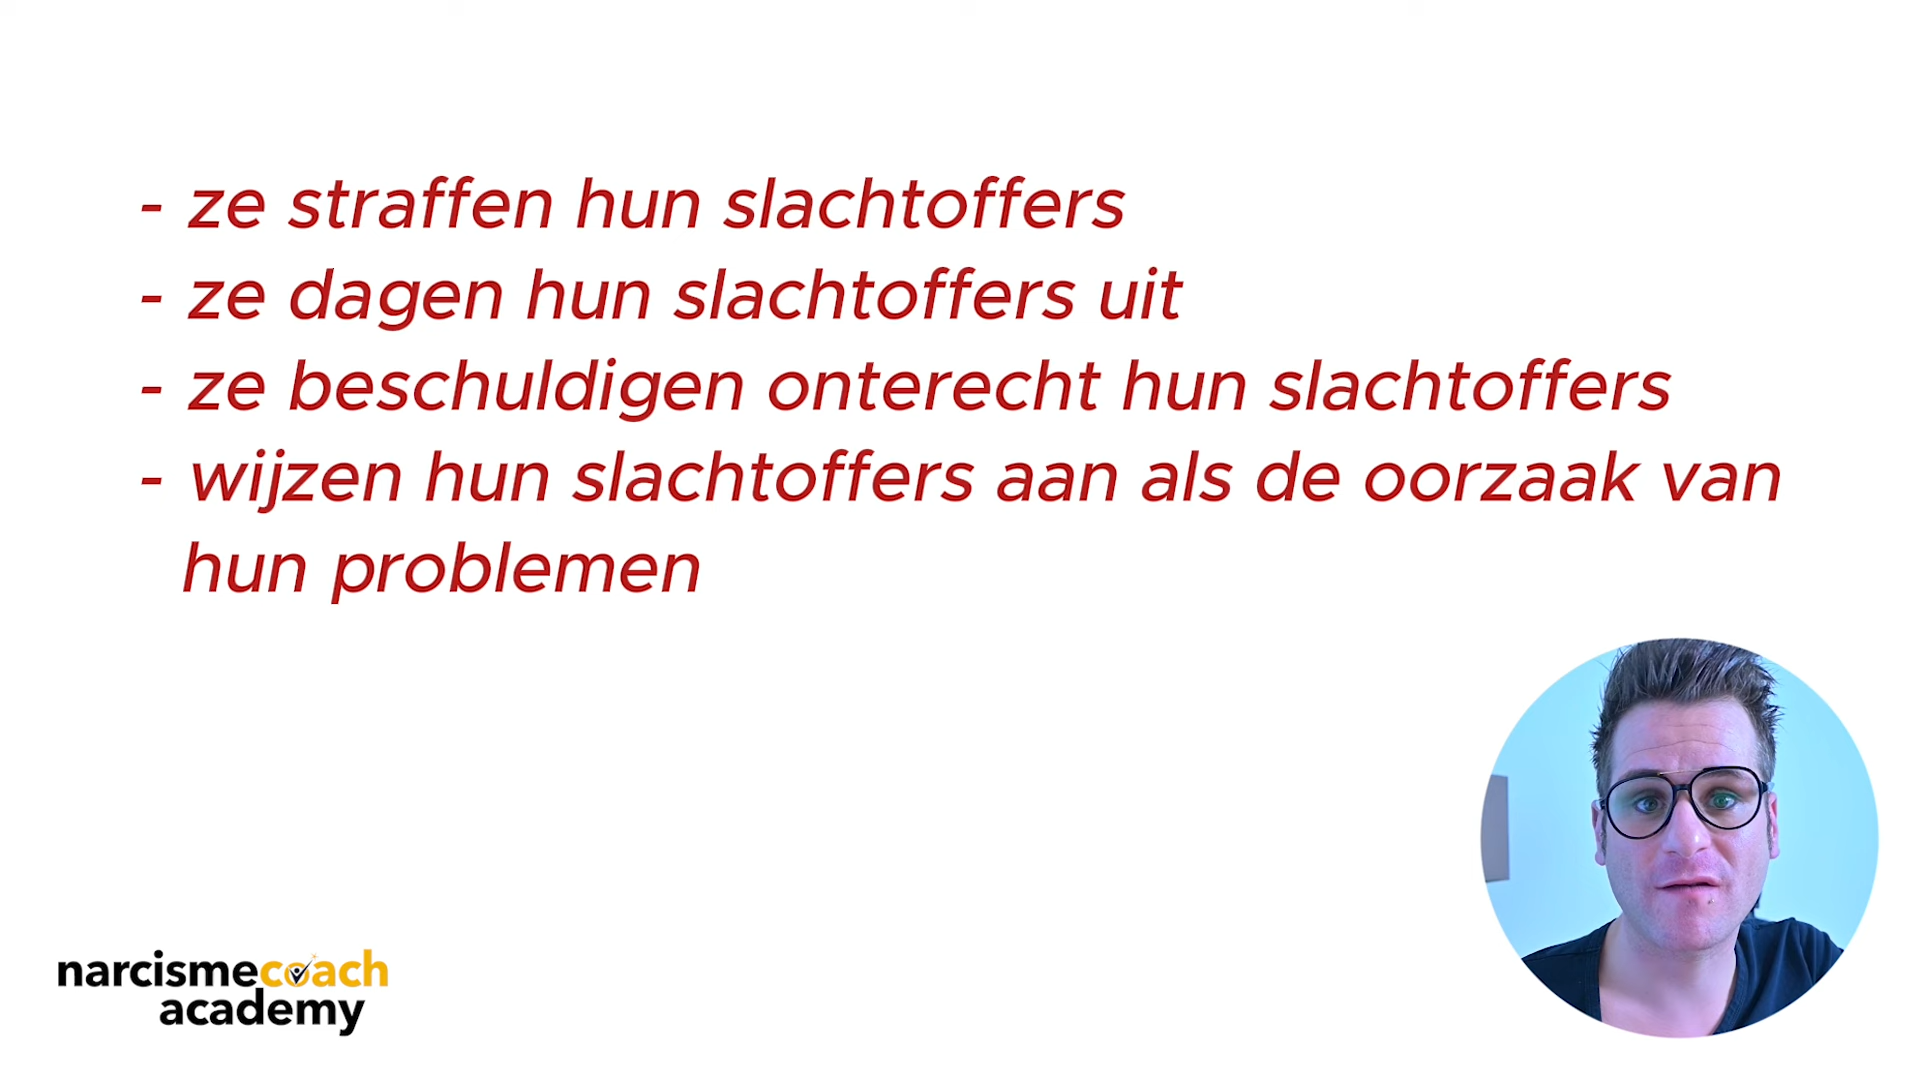 - ze straffen hun slachtoffers
- ze dagen hun slachtoffers uit
- ze beschuldigen onterecht hun slachtoffers
- wijzen hun slachtoffers aan als de oorzaak van
hun problemen
narcismecoach
academy